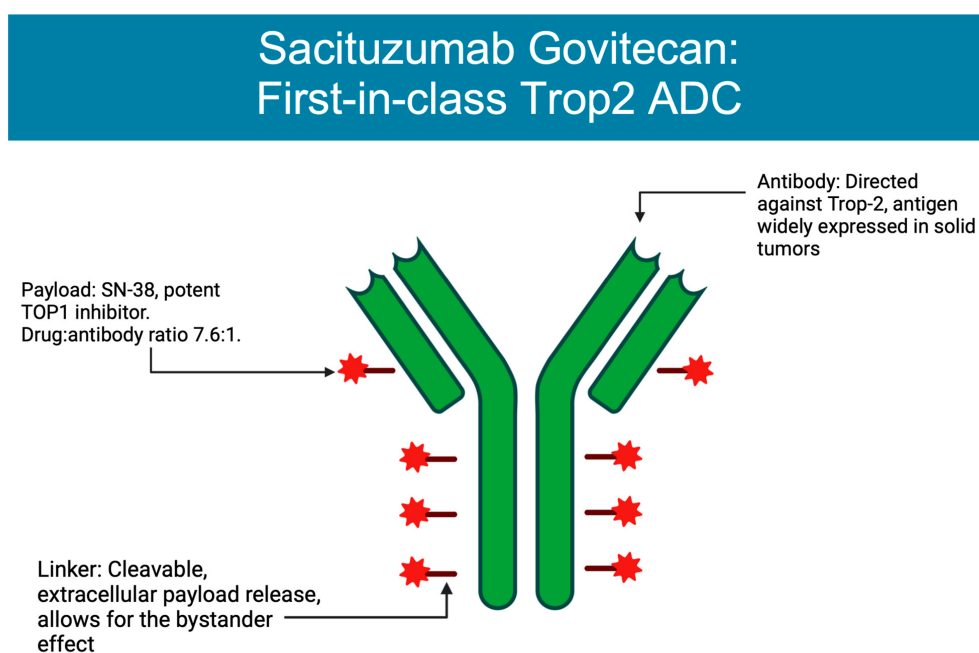 Sacituzumab Govitecan:
First-in-class Trop2 ADC
Antibody: Directed
against Trop-2, antigen
widely expressed in solid
tumors
Payload: SN-38, potent
TOP1 inhibitor.
Drug:antibody ratio 7.6:1.
Linker: Cleavable,
extracellular payload release,
allows for the bystander
effect